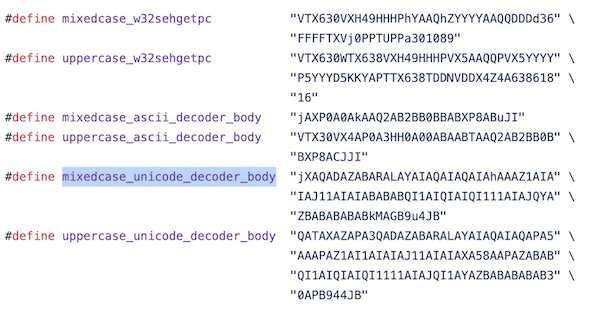 #define mixedcase_w32sehgetpc "VTX630VXH49HHHPhYAAQhZYYYYAAQQDDDd36" \
"FFFFTXVj0PPTUPPa301089"
#define uppercase_w32sehgetpc "VTX630WTX638VXH49HHHPVX5AAQQPVX5YYYY" \
"P5YYYD5KKYAPTTX638TDDNVDDX4Z4A638618" \
"16"
#define mixedcase_ascii_decoder_body "jAXP0A0AkAAQ2AB2BB0BBABXP8ABuJI"
#define uppercase_ascii_decoder_body "VTX30VX4AP0A3HH0A00ABAABTAAQ2AB2BB0B" \
"BXP8ACJJI"
#define mixedcase_unicode_decoder_body "jXAQADAZABARALAYAIAQAIAQAIAhAAAZ1AIA" \
"IAJ11AIAIABABABQI1AIQIAIQI111AIAJQYA" \
"ZBABABABABkMAGB9u4JB"
#define uppercase_unicode_decoder_body "QATAXAZAPA3QADAZABARALAYAIAQAIAQAPA5" \
"AAAPAZ1AI1AIAIAJ11AIAIAXA58AAPAZABAB" \
"QI1AIQIAIQI1111AIAJQI1AYAZBABABABAB3" \
"0APB944JB"